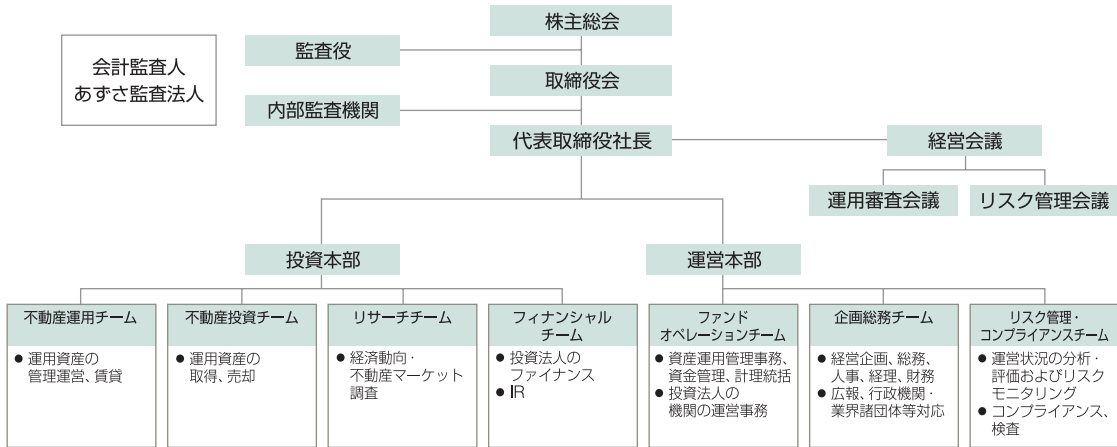 株主総会
監査役
会計監査人
あずさ監査法人
取締役会
内部監査機関
代表取締役社長
経営会議
運用審査会議
リスク管理会議
投資本部
運営本部
不動産運用チーム
● 運用資産の
管理運営、賃貸
不動産投資チーム
● 運用資産の
取得、売却
リサーチチーム
● 経済動向・
不動産マーケット
調査
フィナンシャル
チーム
● 投資法人の
ファイナンス
● IR
ファンド
オペレーションチーム
● 資産運用管理事務、
資金管理、計理統括
● 投資法人の
機関の運営事務
企画総務チーム
● 経営企画、総務、
人事、経理、財務
● 広報、行政機関・
業界諸団体等対応
リスク管理・
コンプライアンスチーム
● 運営状況の分析・
評価およびリスク
モニタリング
● コンプライアンス、
検査